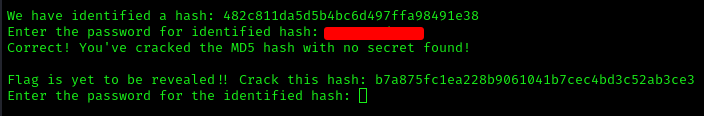 We have identified a hash: 482c811da5d5b4bc6d497ffa98491e38
Enter the password for identified hash:
Correct! You've cracked the MD5 hash with no secret found!
Flag is yet to be revealed!! Crack this hash: b7a875fc1ea228b9061041b7cec4bd3c52ab3ce3
Enter the password for the identified hash: